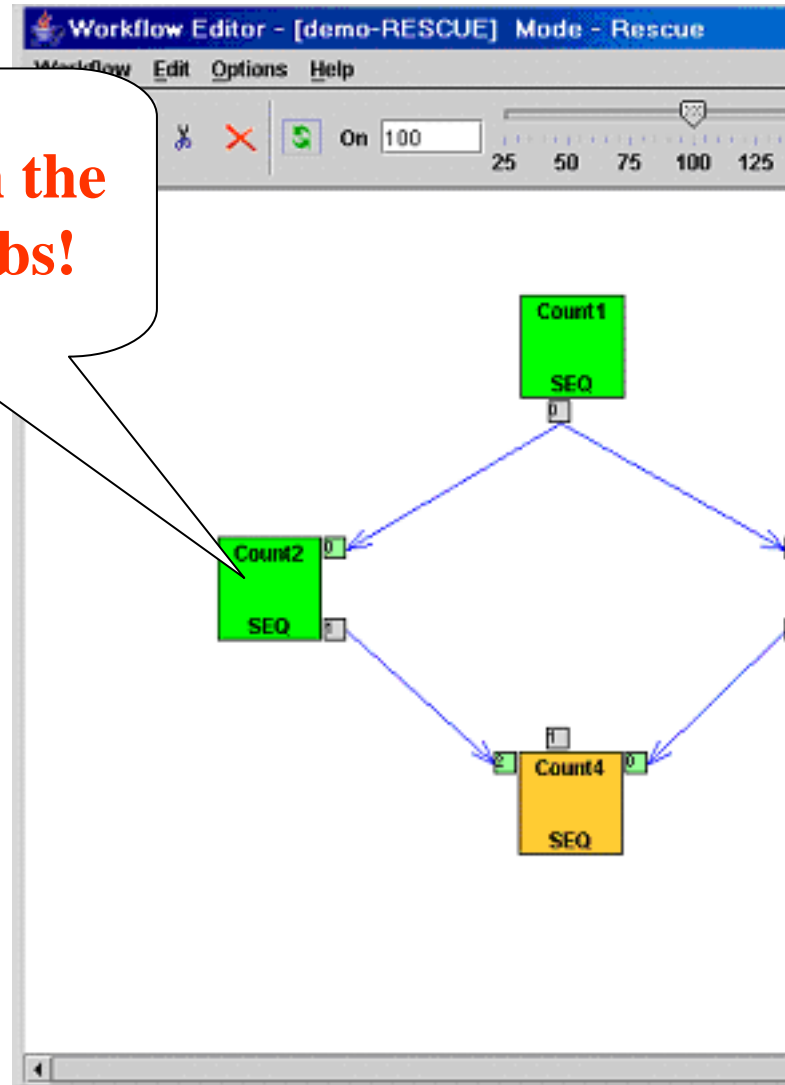 Workflow Editor - [demo-RESCUE] Mode - Rescue
Workflow Edit Options Help
On 100
100
25 50 75 100 125
the
bs!
Count1
SEQ
0
Count2 0
SEQ 1
1
2 Count4 0
SEQ